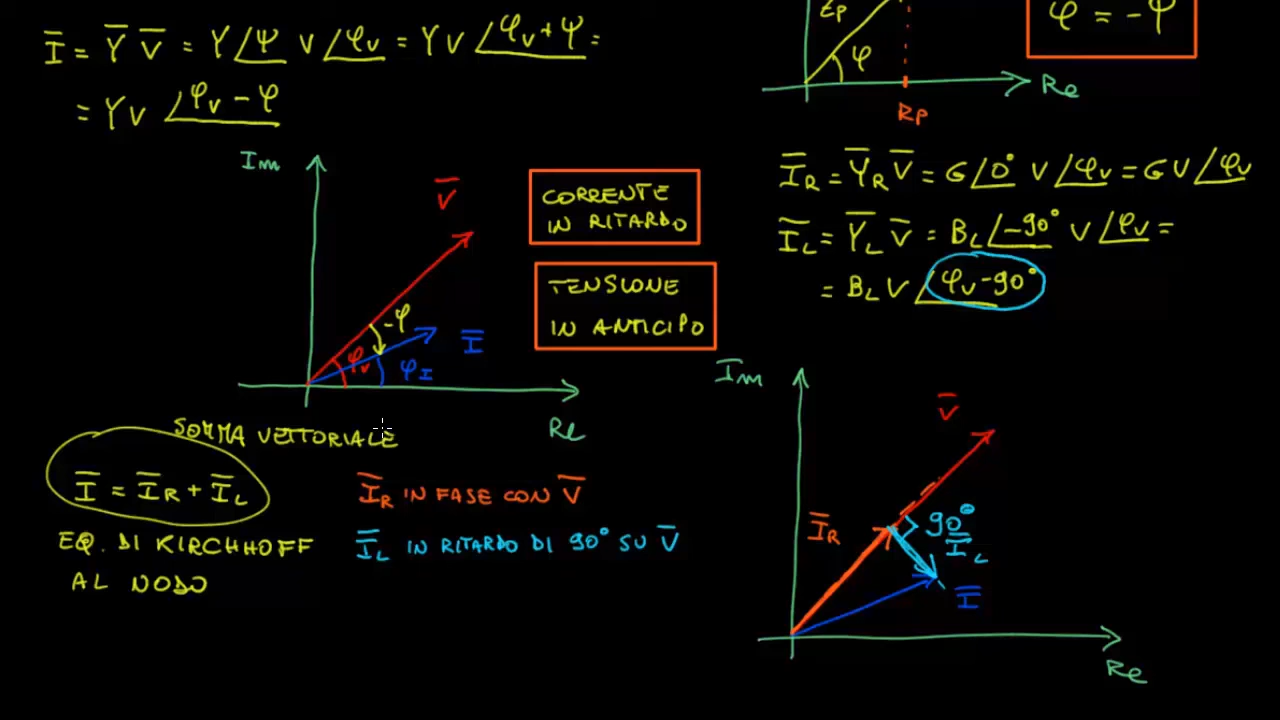 Ī = Ȳ V̄ = Y∠Ψ V∠φv = YV ∠φv+Ψ =
= YV ∠φv-φ
Im
V̄
-φ
Ī
φv
φI
Re
CORRENTE
IN RITARDO
TENSIONE
IN ANTICIPO
SOMMA VETTORIALE
Ī = ĪR + ĪL
EQ. DI KIRCHHOFF
AL NODO
ĪR IN FASE CON V̄
ĪL IN RITARDO DI 90° SU V̄
φ
Re
RP
φ = -Ψ
ĪR = ȲR V̄ = G∠0° V∠φv = GV∠φv
ĪL = ȲL V̄ = BL∠-90° V∠φv =
= BL V ∠φv-90°
Im
V̄
ĪR
90°
ĪL
Ī
Re